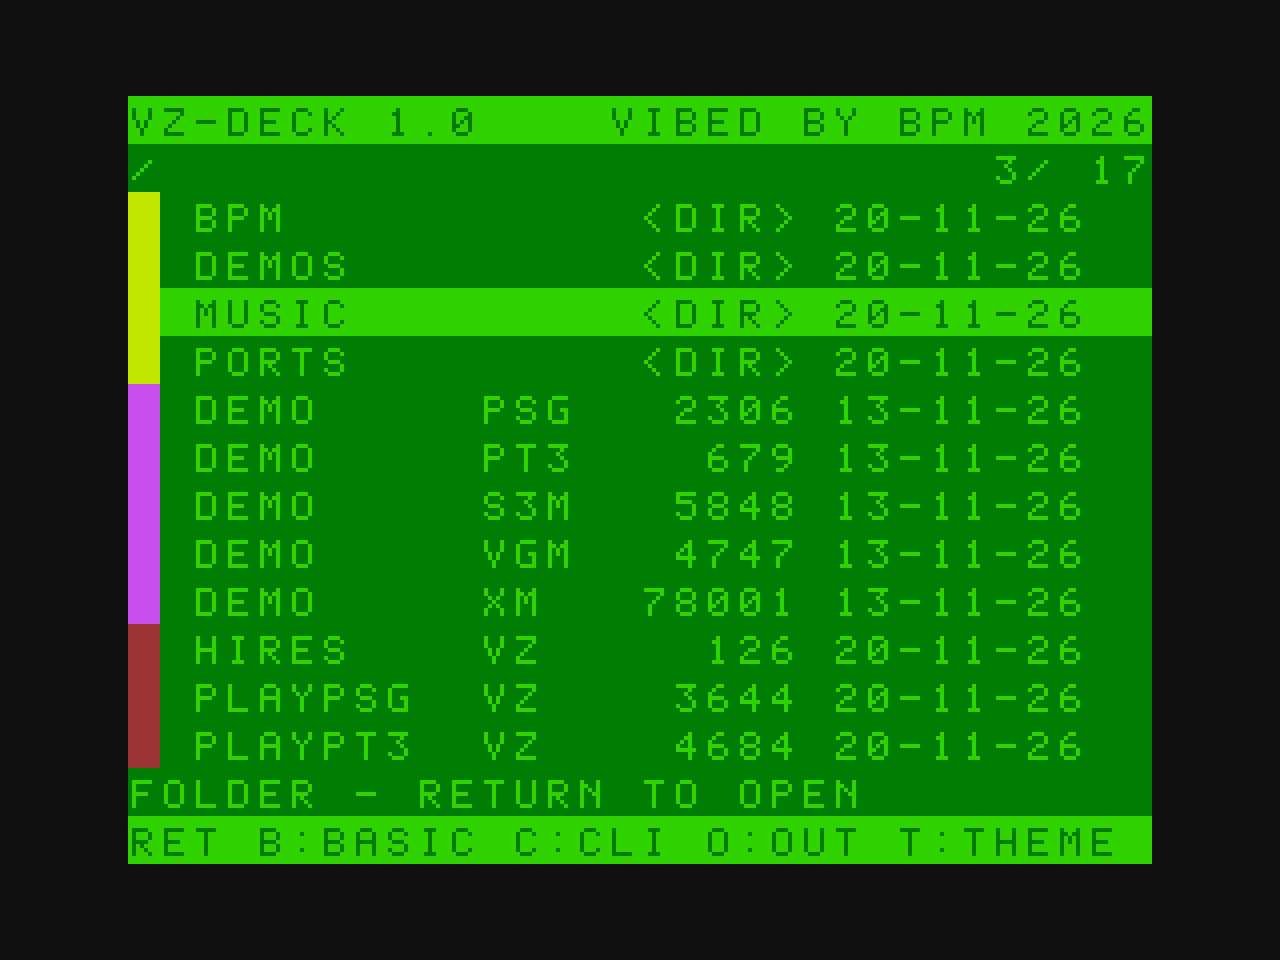 VZ-DECK 1.0 VIBED BY BPM 2026
/ 3/ 17
BPM <DIR> 20-11-26
DEMOS <DIR> 20-11-26
MUSIC <DIR> 20-11-26
PORTS <DIR> 20-11-26
DEMO PSG 2306 13-11-26
DEMO PT3 679 13-11-26
DEMO S3M 5848 13-11-26
DEMO VGM 4747 13-11-26
DEMO XM 78001 13-11-26
HIRES VZ 126 20-11-26
PLAYPSG VZ 3644 20-11-26
PLAYPT3 VZ 4684 20-11-26
FOLDER - RETURN TO OPEN
RET B:BASIC C:CLI O:OUT T:THEME